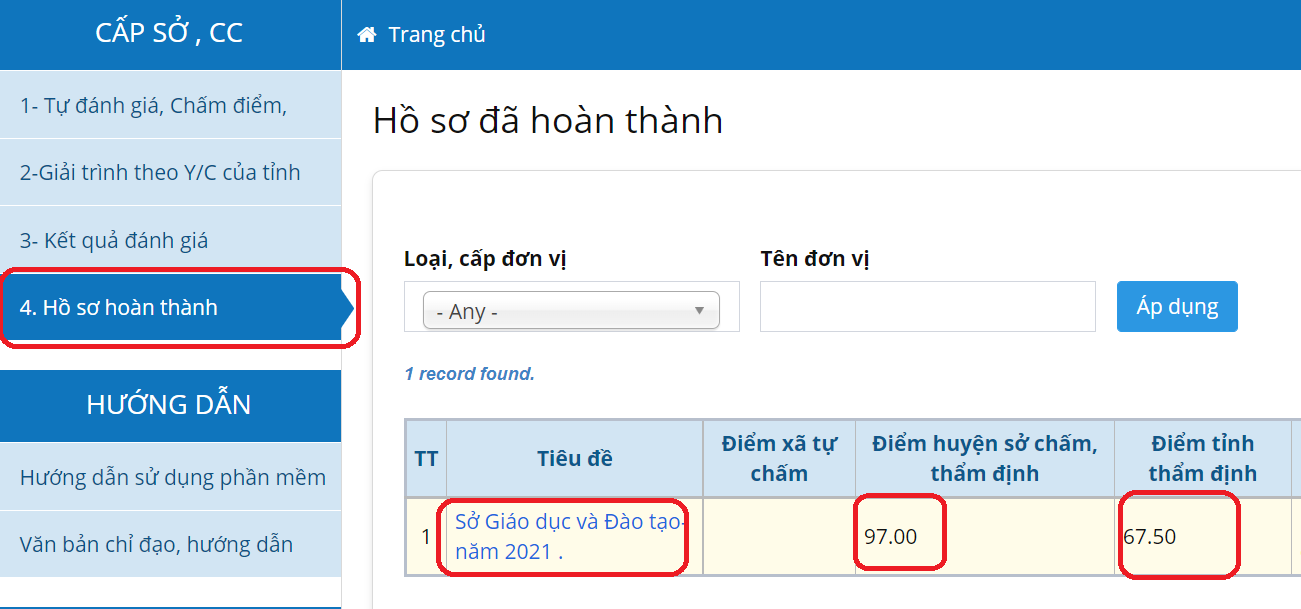 CẤP SỞ , CC
Trang chủ
1- Tự đánh giá, Chấm điểm,
2-Giải trình theo Y/C của tỉnh
3- Kết quả đánh giá
4. Hồ sơ hoàn thành
HƯỚNG DẪN
Hướng dẫn sử dụng phần mềm
Văn bản chỉ đạo, hướng dẫn
Hồ sơ đã hoàn thành
Loại, cấp đơn vị
Tên đơn vị
- Any -
Áp dụng
1 record found.
TT
Tiêu đề
Điểm xã tự
chấm
Điểm huyện sở chấm,
thẩm định
Điểm tỉnh
thẩm định
1
Sở Giáo dục và Đào tạo-
năm 2021 .
97.00
67.50